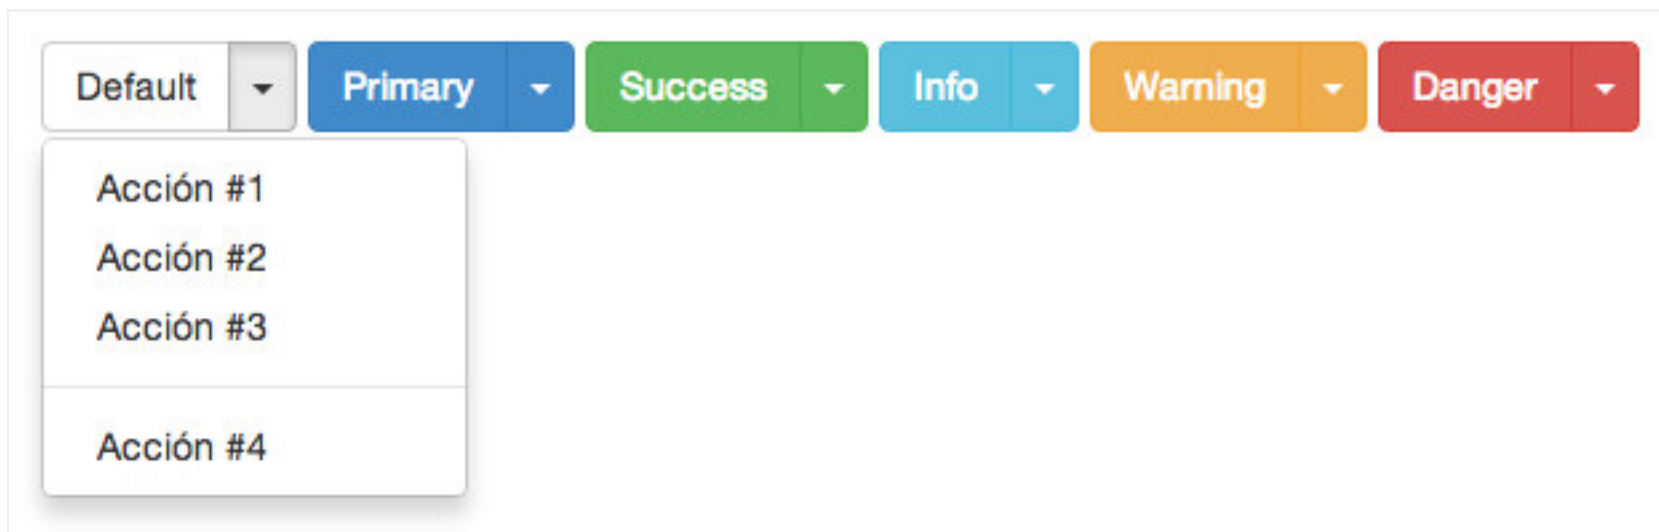 Default Primary Success Info Warning Danger
Acción #1
Acción #2
Acción #3
Acción #4